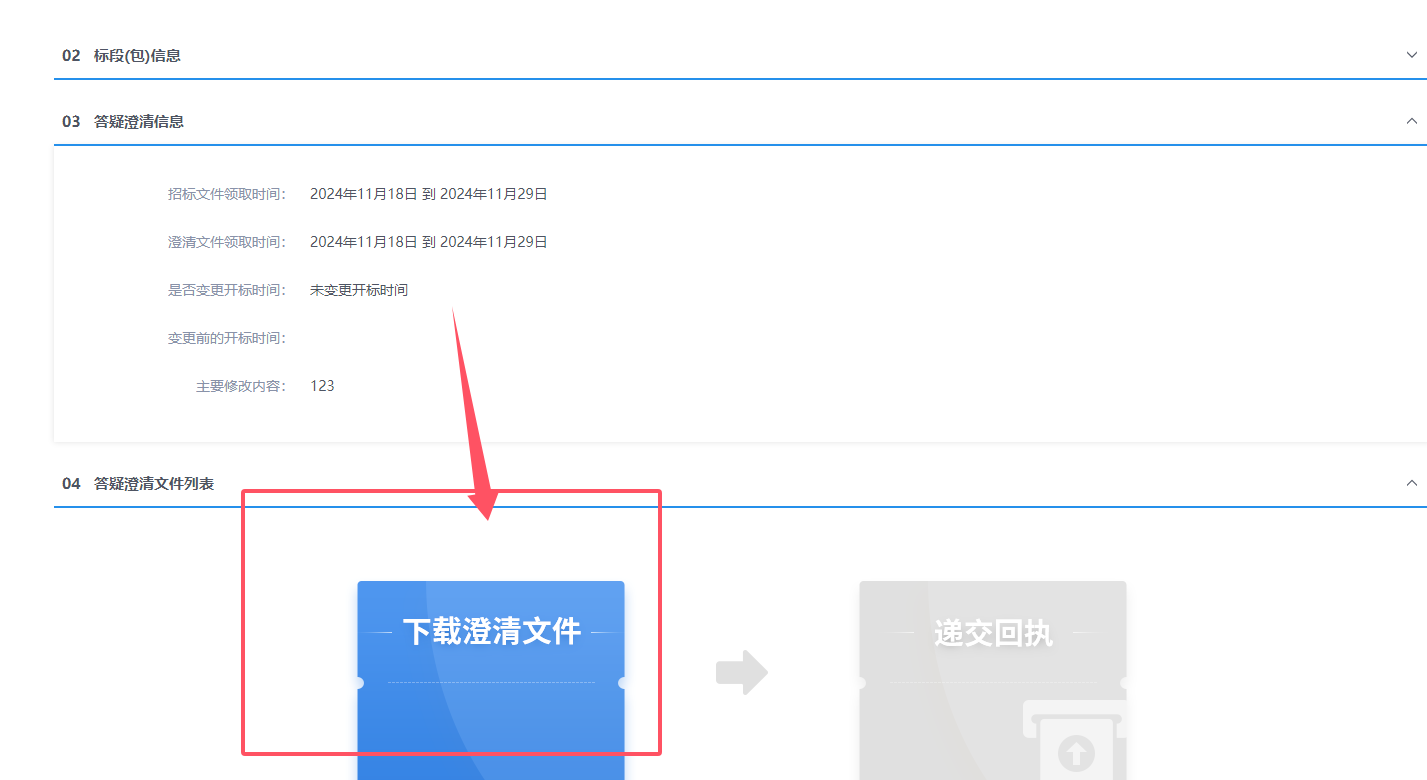 02 标段(包)信息
03 答疑澄清信息
招标文件领取时间： 2024年11月18日 到 2024年11月29日
澄清文件领取时间： 2024年11月18日 到 2024年11月29日
是否变更开标时间： 未变更开标时间
变更前的开标时间：
主要修改内容： 123
04 答疑澄清文件列表
下载澄清文件 递交回执